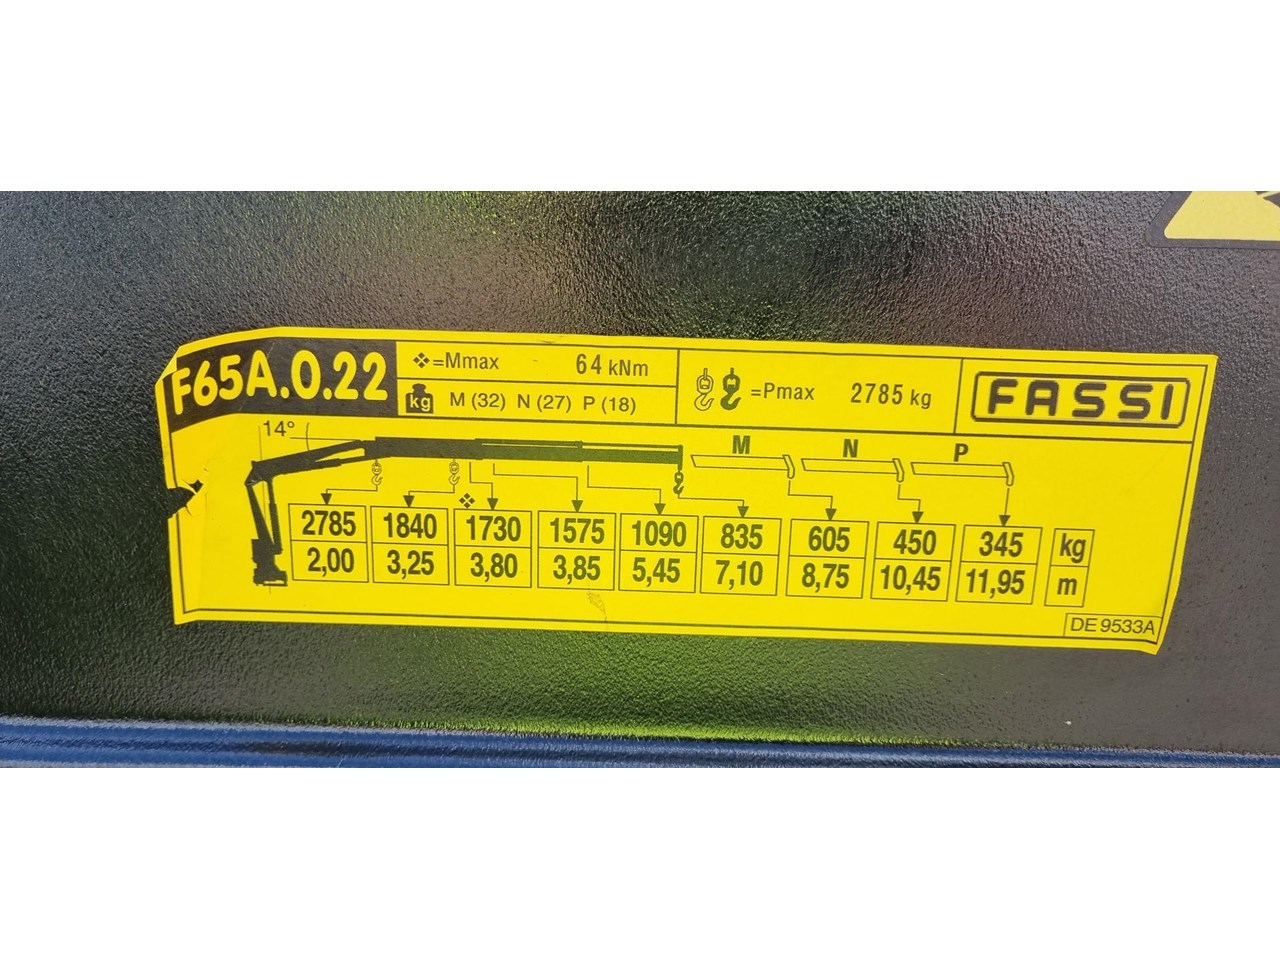 F65A.0.22
❖=Mmax 64 kNm
kg M (32) N (27) P (18)
=Pmax 2785 kg
FASSI
14°
M N P
❖
2785 1840 1730 1575 1090 835 605 450 345 kg
2,00 3,25 3,80 3,85 5,45 7,10 8,75 10,45 11,95 m
DE 9533A